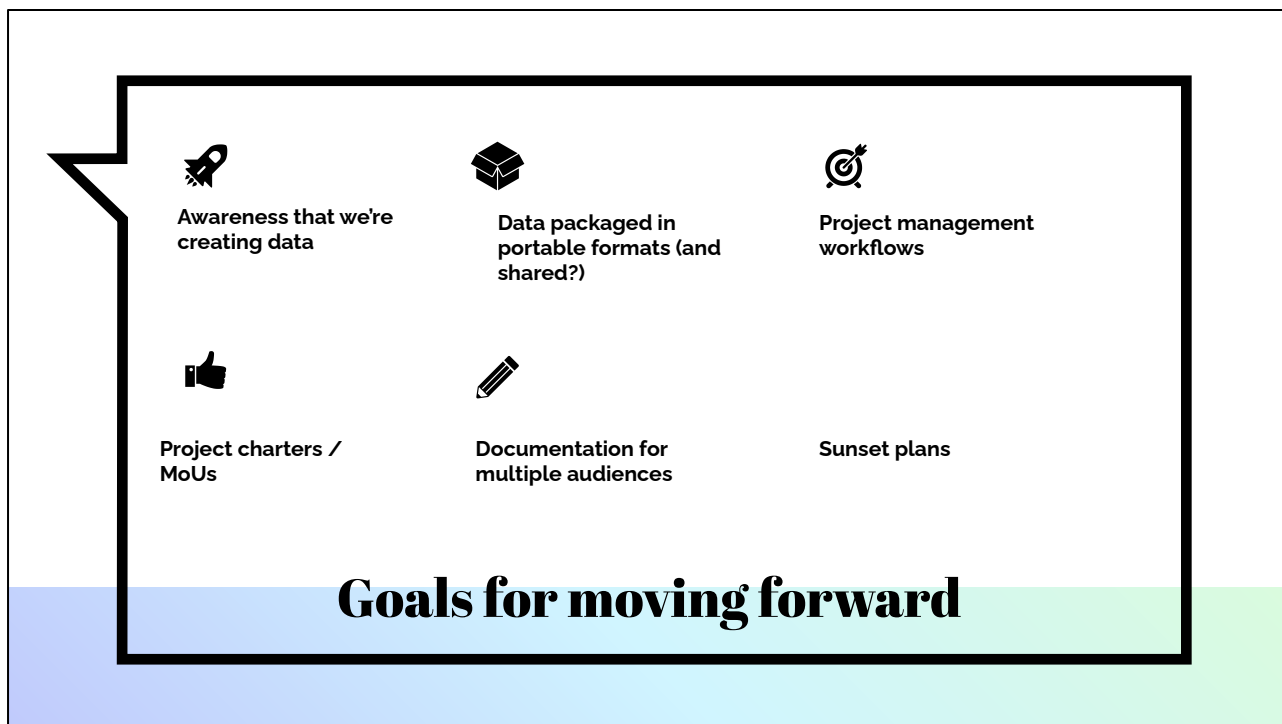 Awareness that we’re
creating data
Data packaged in
portable formats (and
shared?)
Project management
workflows
Project charters /
MoUs
Documentation for
multiple audiences
Sunset plans
Goals for moving forward